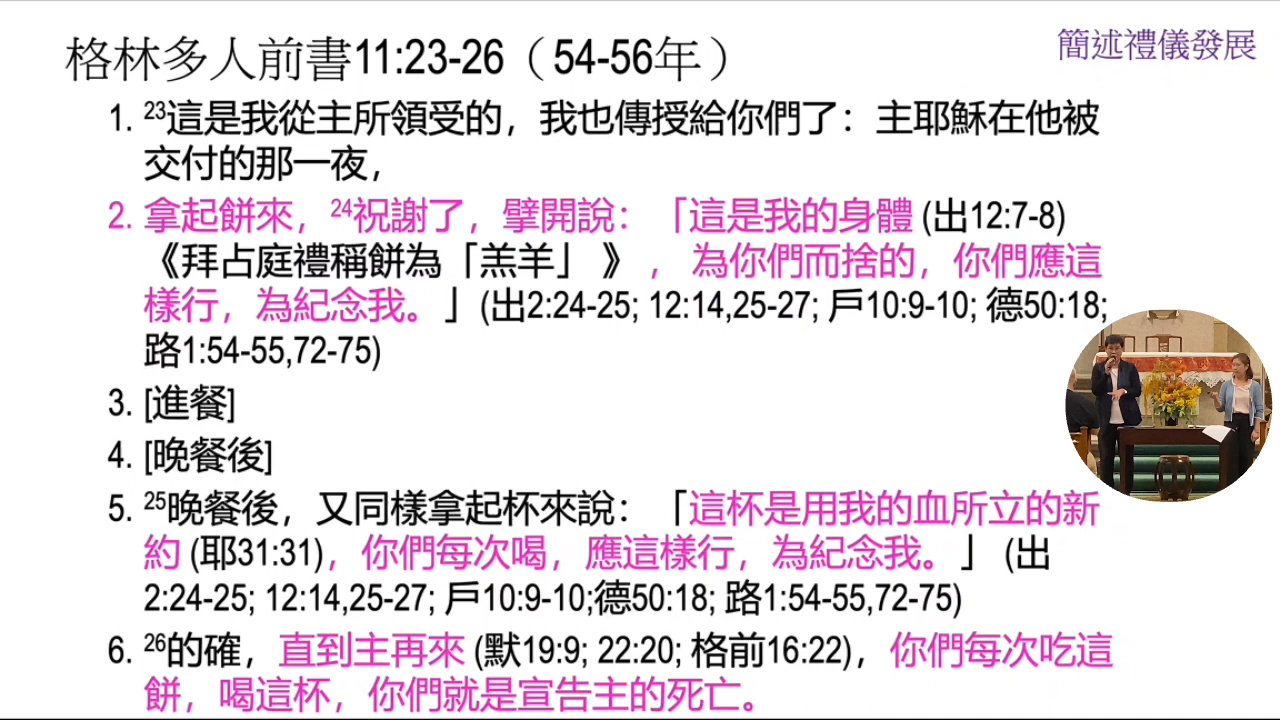 簡述禮儀發展
格林多人前書11:23-26（54-56年）
1. 23這是我從主所領受的，我也傳授給你們了：主耶穌在他被
交付的那一夜，
2. 拿起餅來，24祝謝了，擘開說：「這是我的身體 (出12:7-8)
《拜占庭禮稱餅為「羔羊」 》 ， 為你們而捨的，你們應這
樣行，為紀念我。」(出2:24-25; 12:14,25-27; 戶10:9-10; 德50:18;
路1:54-55,72-75)
3. [進餐]
4. [晚餐後]
5. 25晚餐後，又同樣拿起杯來說：「這杯是用我的血所立的新
約 (耶31:31)，你們每次喝，應這樣行，為紀念我。」 (出
2:24-25; 12:14,25-27; 戶10:9-10;德50:18; 路1:54-55,72-75)
6. 26的確，直到主再來 (默19:9; 22:20; 格前16:22)，你們每次吃這
餅，喝這杯，你們就是宣告主的死亡。